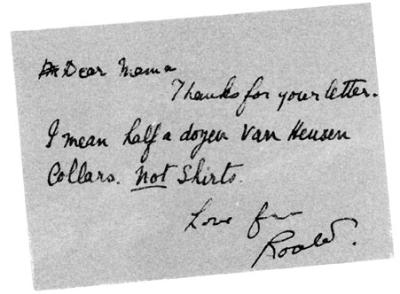 Dear Mama
Thanks for your letter.
I mean half a dozen Van Heusen
Collars. Not Shirts.
Love from
Roald.